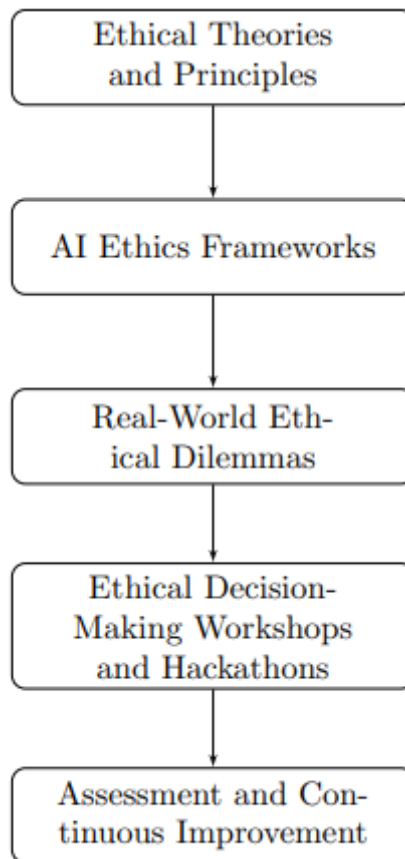 Ethical Theories
and Principles
AI Ethics Frameworks
Real-World Eth-
ical Dilemmas
Ethical Decision-
Making Workshops
and Hackathons
Assessment and Con-
tinuous Improvement